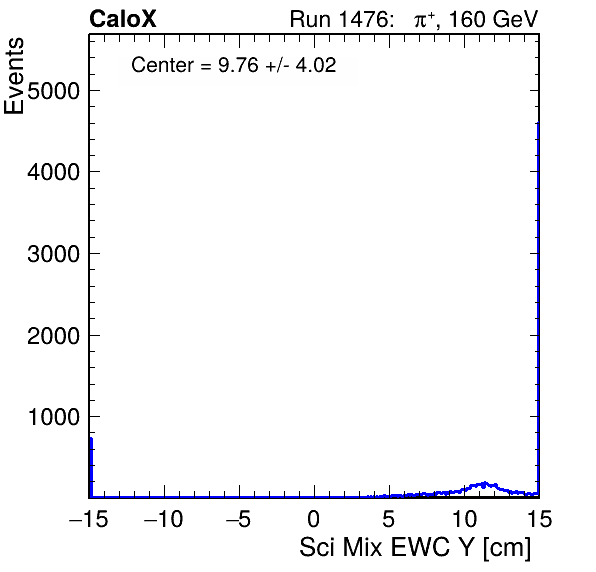 CaloX Run 1476: π⁺, 160 GeV
Center = 9.76 +/- 4.02
Events
5000
4000
3000
2000
1000
−15 −10 −5 0 5 10 15
Sci Mix EWC Y [cm]